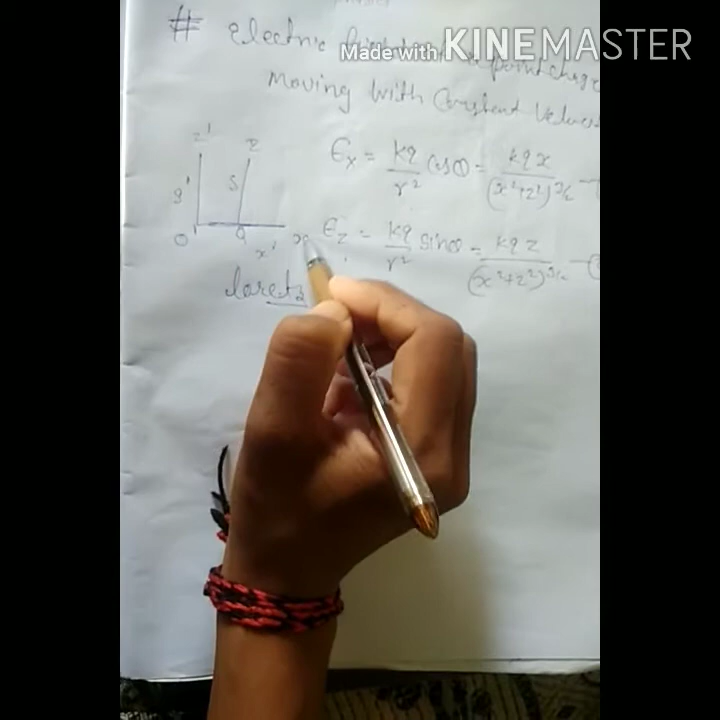 Made with KINEMASTER
# Electric
moving with Constant
z' z
Ex = kq/r² cosθ = kqx/(x²+z²)^3/2
s' s
Ez = kq/r² sinθ = kqz/(x²+z²)^3/2
O' O x' x
loretz